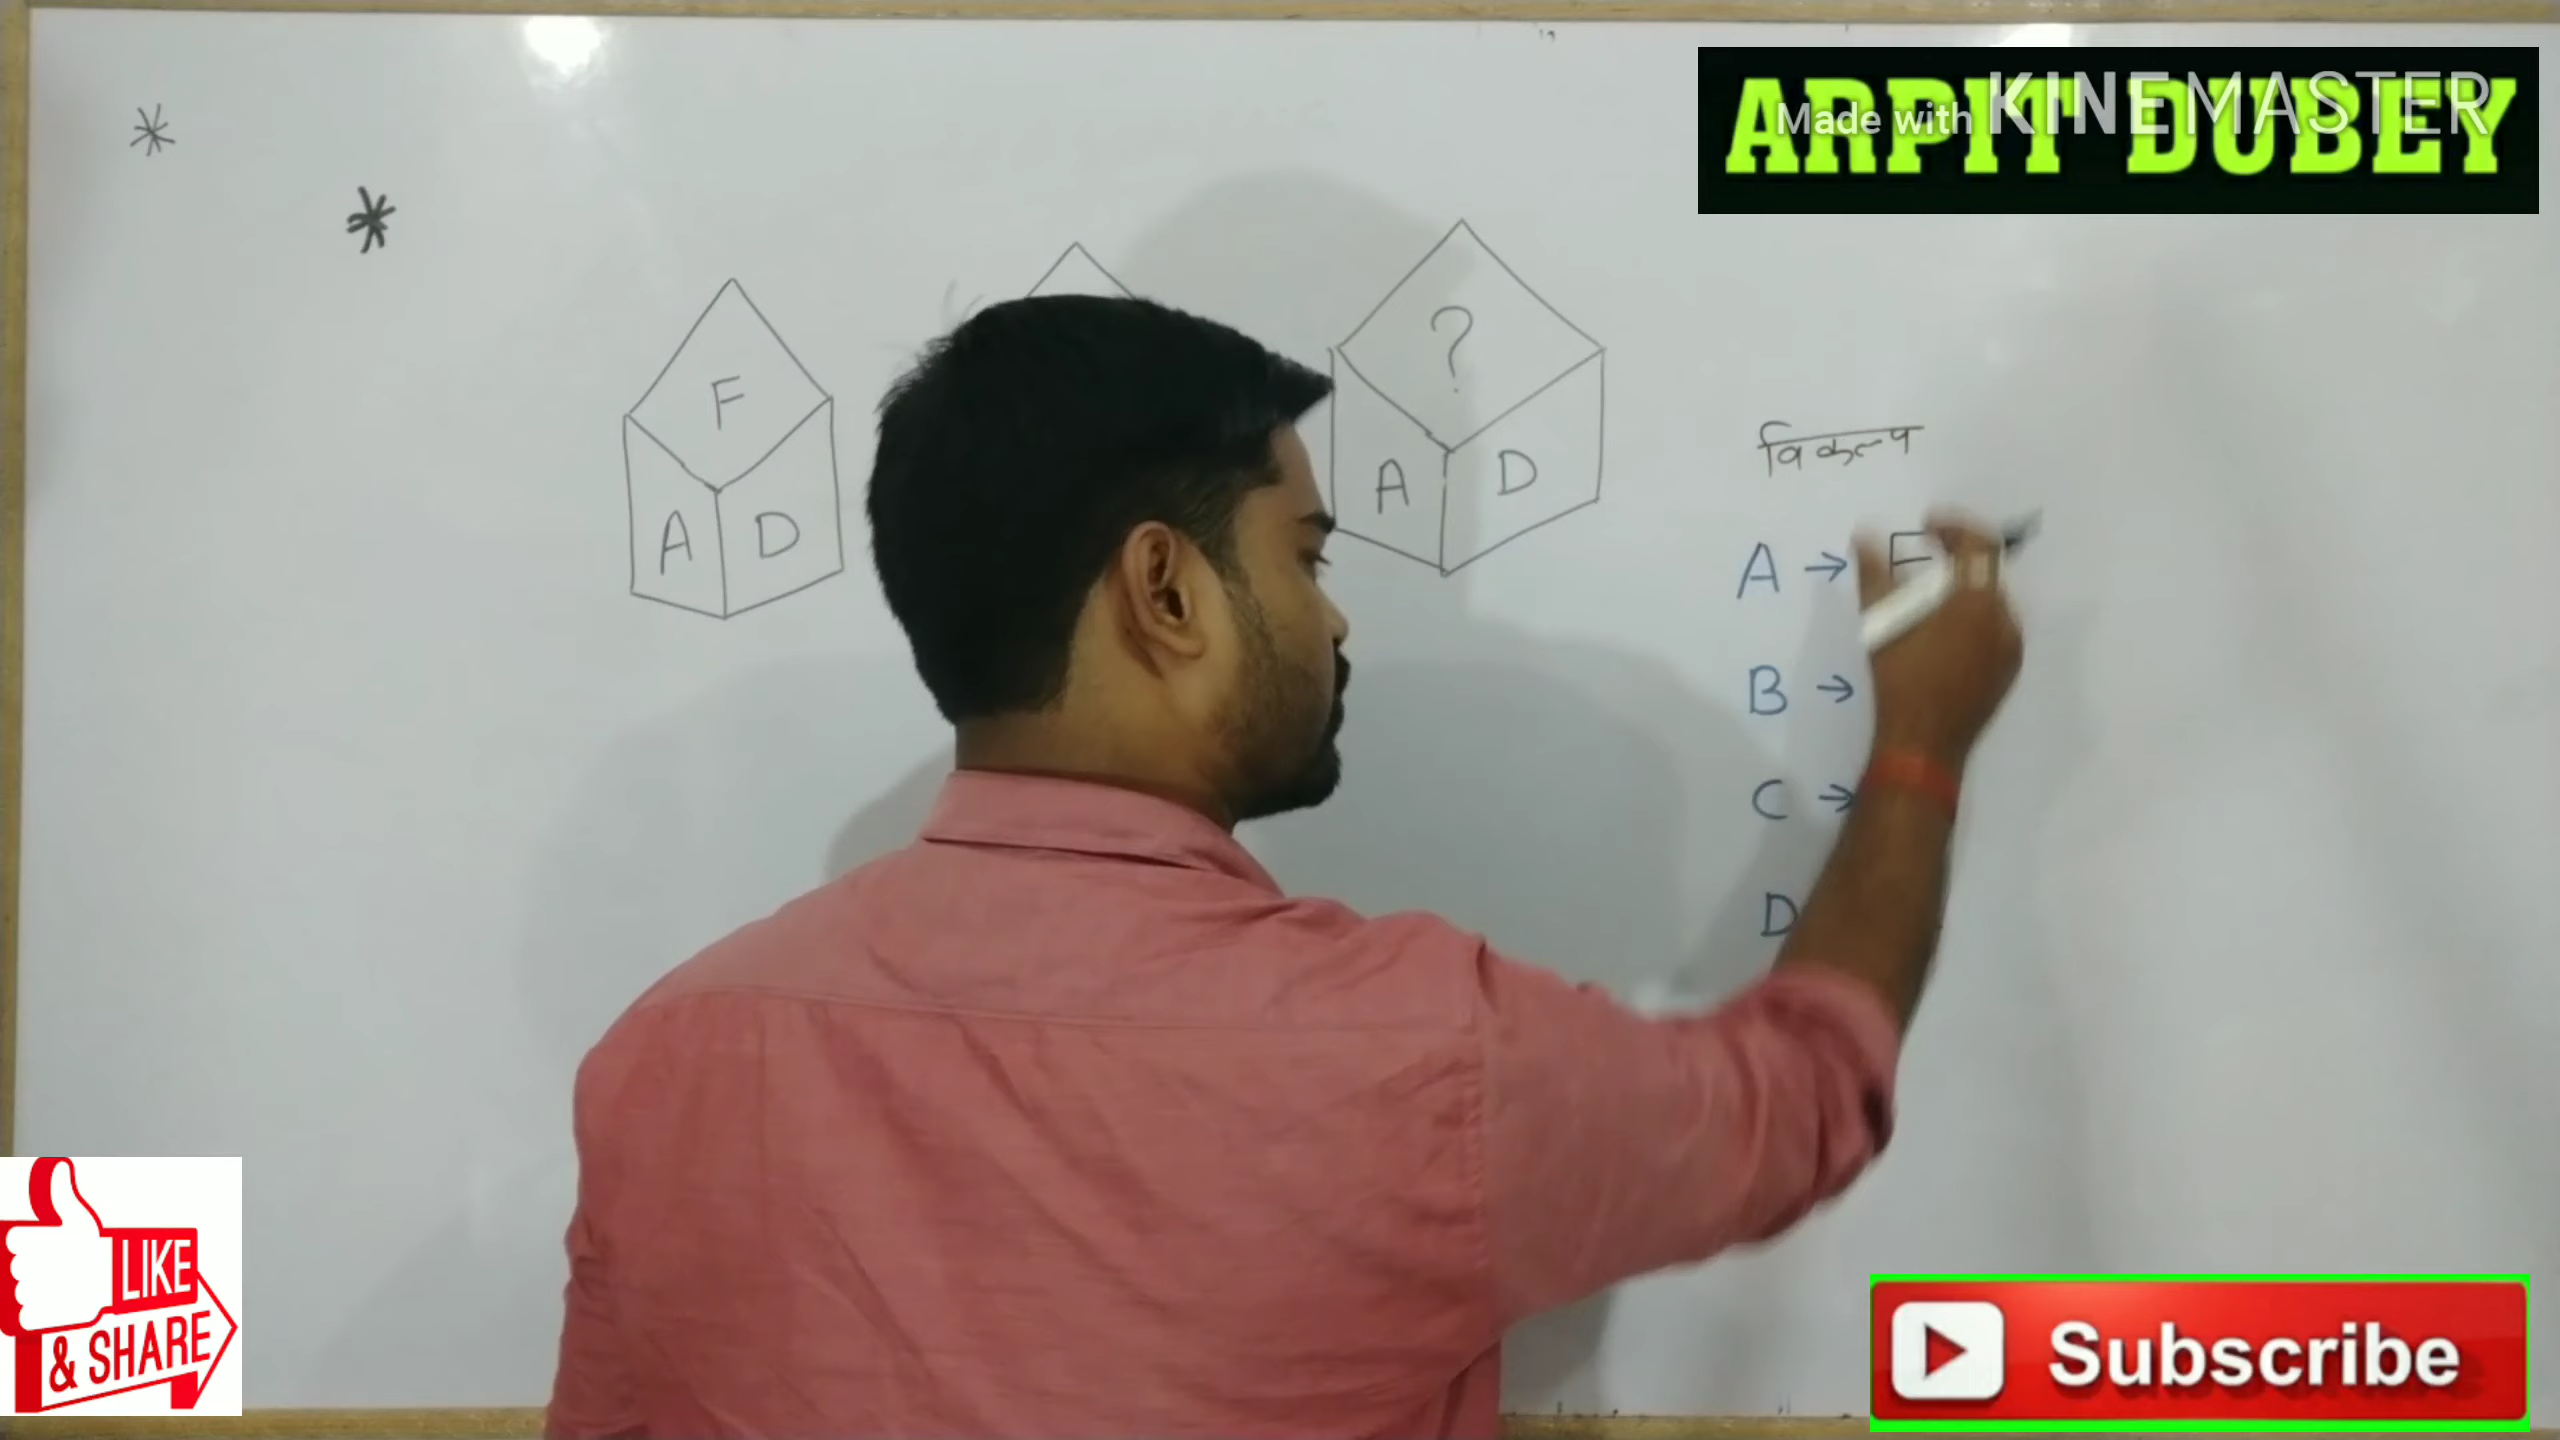 ARPIT DUBEY
Made with KINEMASTER
F
A D
?
A D
विकल्प
A →
B →
C →
D
LIKE
& SHARE
Subscribe